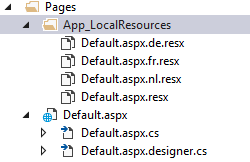 Pages
App_LocalResources
Default.aspx.de.resx
Default.aspx.fr.resx
Default.aspx.nl.resx
Default.aspx.resx
Default.aspx
Default.aspx.cs
Default.aspx.designer.cs